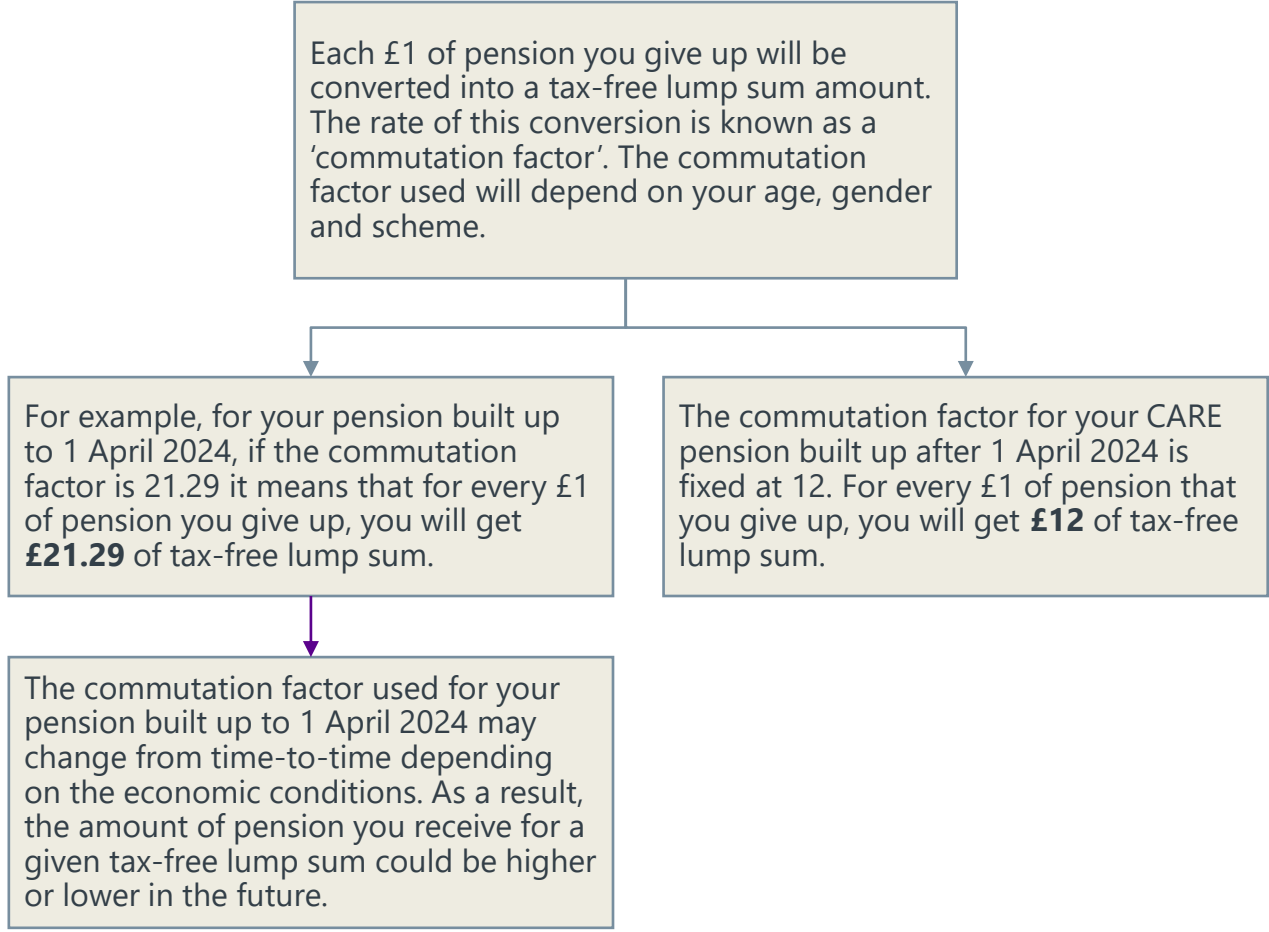 Each £1 of pension you give up will be
converted into a tax-free lump sum amount.
The rate of this conversion is known as a
‘commutation factor’. The commutation
factor used will depend on your age, gender
and scheme.
For example, for your pension built up
to 1 April 2024, if the commutation
factor is 21.29 it means that for every £1
of pension you give up, you will get
£21.29 of tax-free lump sum.
The commutation factor for your CARE
pension built up after 1 April 2024 is
fixed at 12. For every £1 of pension that
you give up, you will get £12 of tax-free
lump sum.
The commutation factor used for your
pension built up to 1 April 2024 may
change from time-to-time depending
on the economic conditions. As a result,
the amount of pension you receive for a
given tax-free lump sum could be higher
or lower in the future.